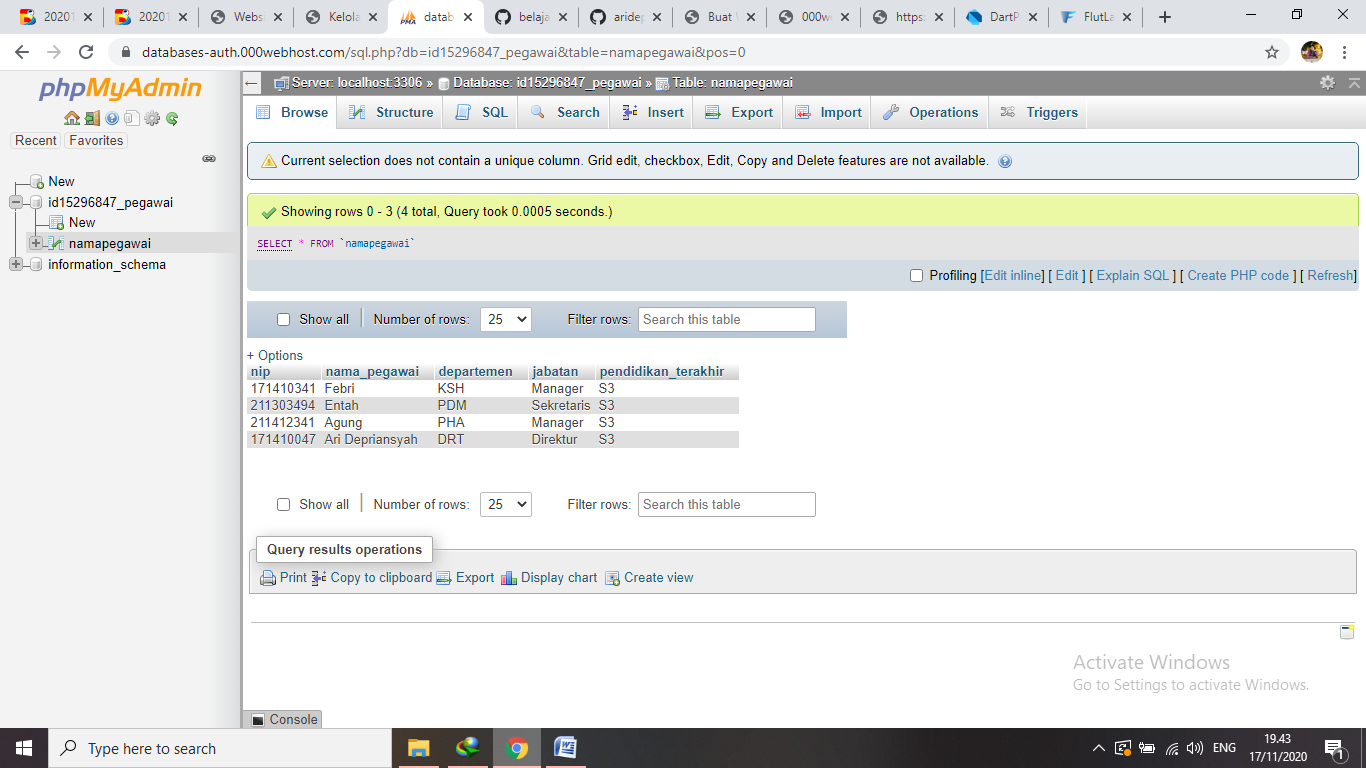 20201
20201
Webs
Kelola
datab
belaja
aridep
Buat
000we
https:
DartP
FlutLa
databases-auth.000webhost.com/sql.php?db=id15296847_pegawai&table=namapegawai&pos=0
phpMyAdmin
Recent Favorites
New
id15296847_pegawai
New
namapegawai
information_schema
Server: localhost:3306 » Database: id15296847_pegawai » Table: namapegawai
Browse Structure SQL Search Insert Export Import Operations Triggers
Current selection does not contain a unique column. Grid edit, checkbox, Edit, Copy and Delete features are not available.
Showing rows 0 - 3 (4 total, Query took 0.0005 seconds.)
SELECT * FROM `namapegawai`
Profiling [Edit inline] [ Edit ] [ Explain SQL ] [ Create PHP code ] [ Refresh]
Show all Number of rows: 25 Filter rows: Search this table
+ Options
nip nama_pegawai departemen jabatan pendidikan_terakhir
171410341 Febri KSH Manager S3
211303494 Entah PDM Sekretaris S3
211412341 Agung PHA Manager S3
171410047 Ari Depriansyah DRT Direktur S3
Show all Number of rows: 25 Filter rows: Search this table
Query results operations
Print Copy to clipboard Export Display chart Create view
Activate Windows
Go to Settings to activate Windows.
Console
Type here to search
ENG
19.43
17/11/2020
1